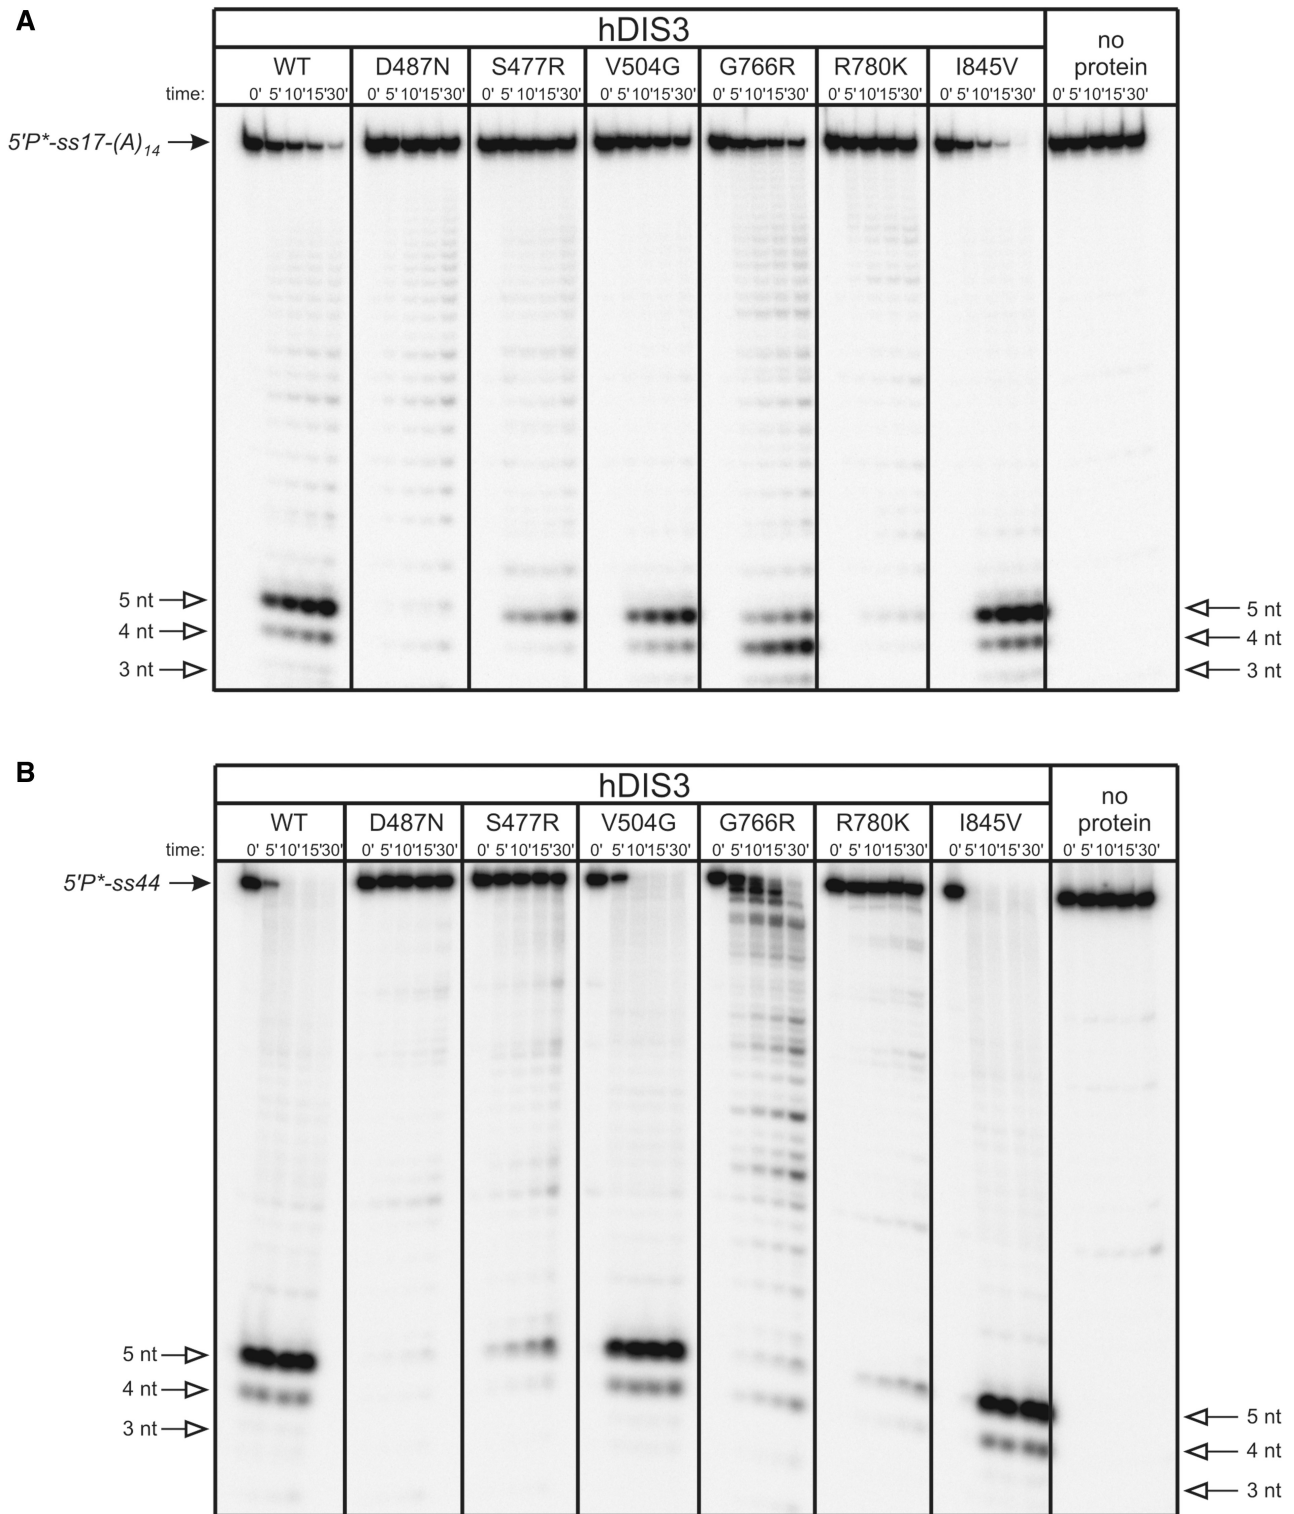 A
hDIS3
no protein
WT D487N S477R V504G G766R R780K I845V
time: 0' 5' 10'15'30' 0' 5' 10'15'30' 0' 5' 10'15'30' 0' 5' 10'15'30' 0' 5' 10'15'30' 0' 5' 10'15'30' 0' 5' 10'15'30' 0' 5' 10'15'30'
5'P*-ss17-(A)14
5 nt 5 nt
4 nt 4 nt
3 nt 3 nt
B
hDIS3
no protein
WT D487N S477R V504G G766R R780K I845V
time: 0' 5' 10'15'30' 0' 5' 10'15'30' 0' 5' 10'15'30' 0' 5' 10'15'30' 0' 5' 10'15'30' 0' 5' 10'15'30' 0' 5' 10'15'30' 0' 5' 10'15'30'
5'P*-ss44
5 nt
4 nt
3 nt
5 nt
4 nt
3 nt